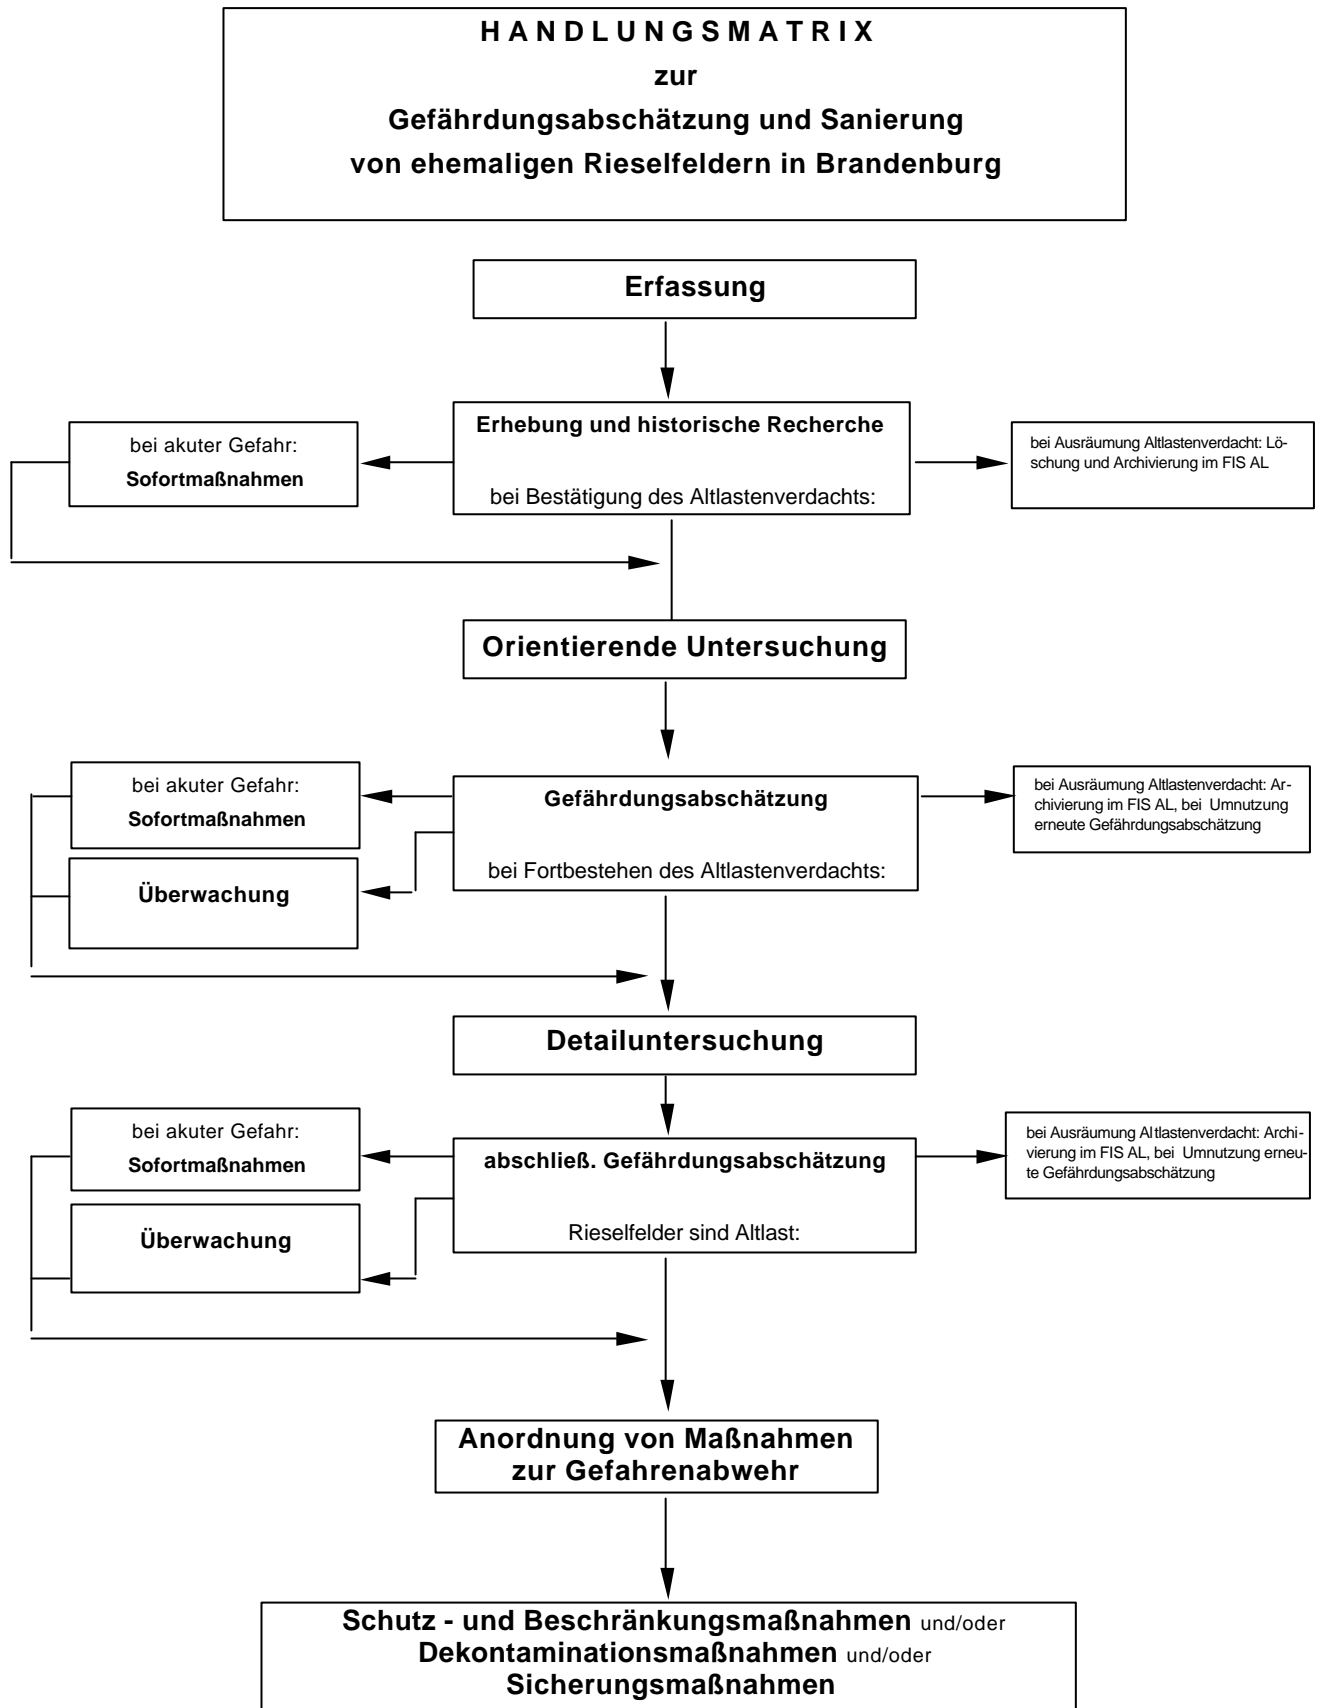 HANDLUNGSMATRIX
zur
Gefährdungsabschätzung und Sanierung
von ehemaligen Rieselfeldern in Brandenburg
Erfassung
bei akuter Gefahr:
Sofortmaßnahmen
Erhebung und historische Recherche
bei Bestätigung des Altlastenverdachts:
bei Ausräumung Altlastenverdacht: Lö-
schung und Archivierung im FIS AL
Orientierende Untersuchung
bei akuter Gefahr:
Sofortmaßnahmen
Überwachung
Gefährdungsabschätzung
bei Fortbestehen des Altlastenverdachts:
bei Ausräumung Altlastenverdacht: Ar-
chivierung im FIS AL, bei Umnutzung
erneute Gefährdungsabschätzung
Detailuntersuchung
bei akuter Gefahr:
Sofortmaßnahmen
Überwachung
abschließ. Gefährdungsabschätzung
Rieselfelder sind Altlast:
bei Ausräumung Altlastenverdacht: Archi-
vierung im FIS AL, bei Umnutzung erneu-
te Gefährdungsabschätzung
Anordnung von Maßnahmen
zur Gefahrenabwehr
Schutz - und Beschränkungsmaßnahmen und/oder
Dekontaminationsmaßnahmen und/oder
Sicherungsmaßnahmen